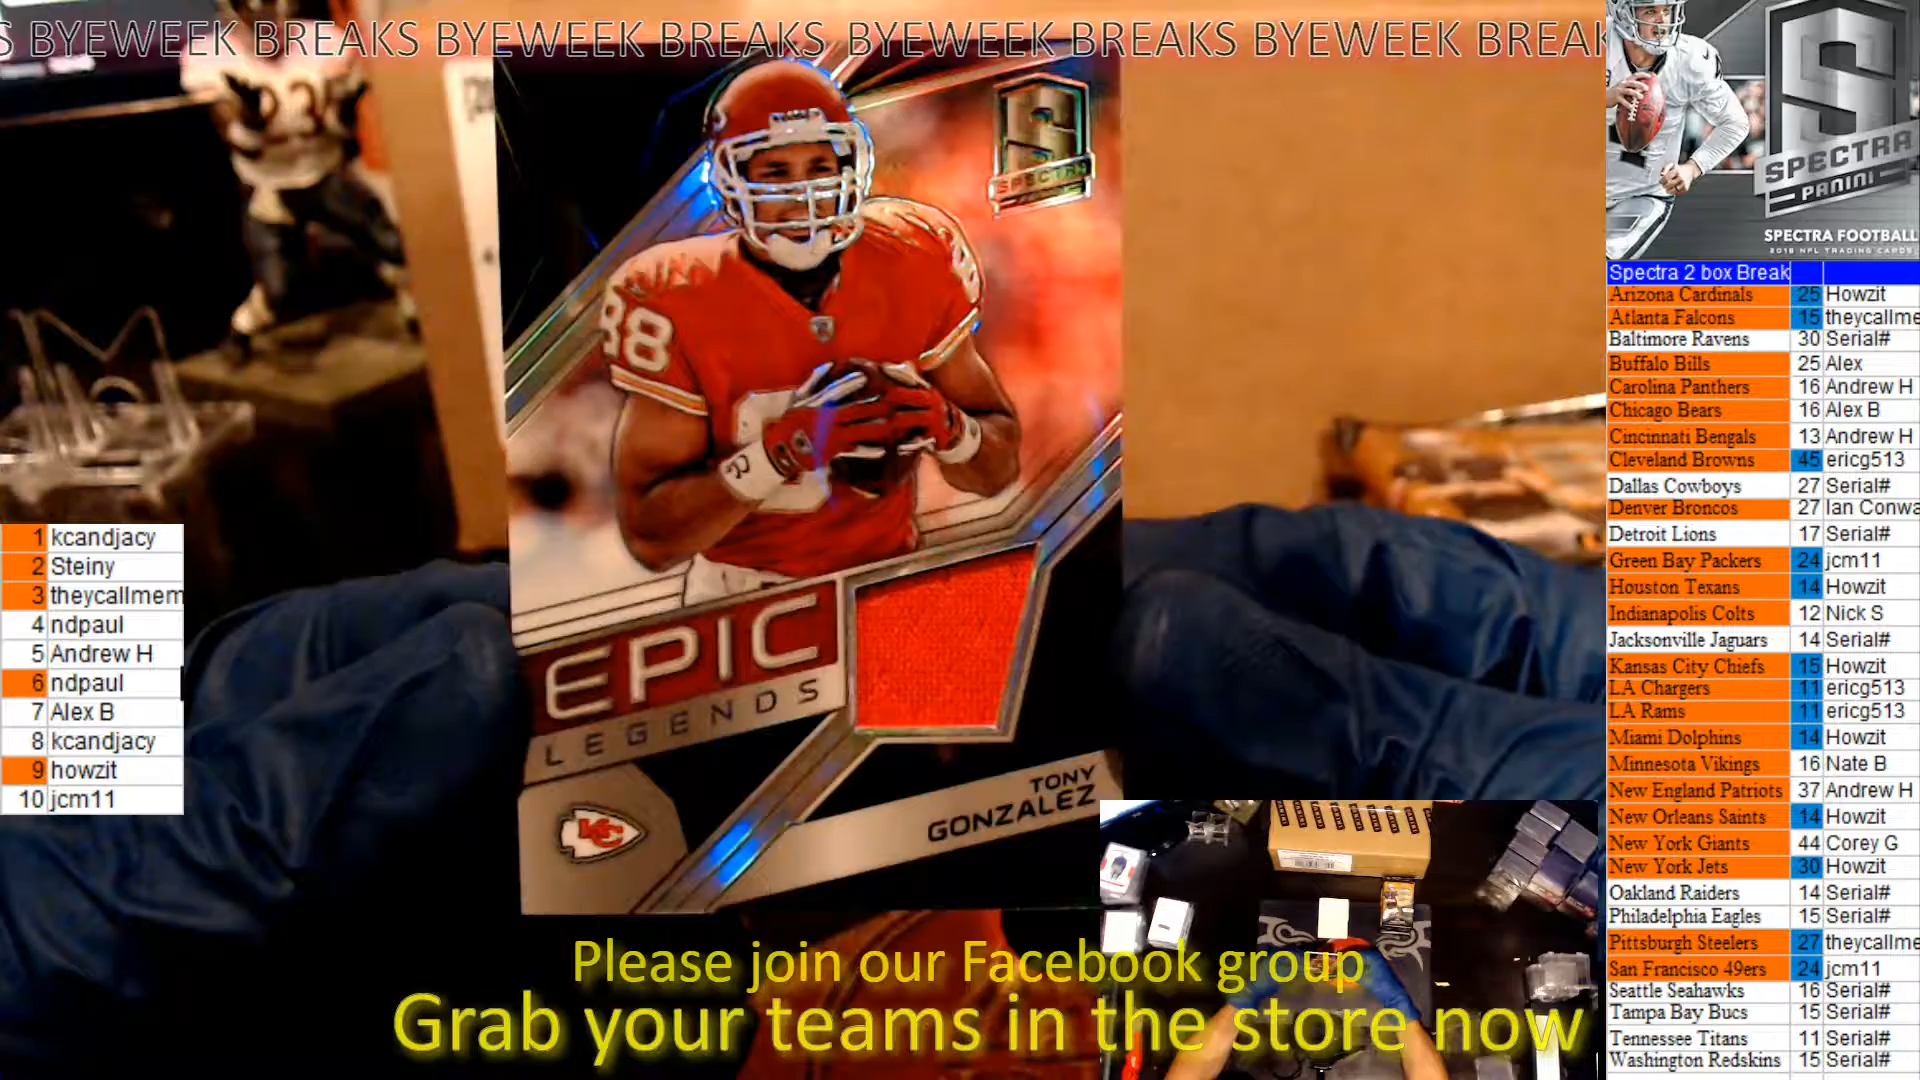 S BYEWEEK BREAKS BYEWEEK BREAKS BYEWEEK BREAKS BYEWEEK BREAK
88
SPECTRA
EPIC
LEGENDS
KC
TONY
GONZALEZ
1 kcandjacy
2 Steiny
3 theycallmem
4 ndpaul
5 Andrew H
6 ndpaul
7 Alex B
8 kcandjacy
9 howzit
10 jcm11
Please join our Facebook group
Grab your teams in the store now
SPECTRA
PANINI
SPECTRA FOOTBALL
2016 NFL TRADING CARDS
Spectra 2 box Break
Arizona Cardinals 25 Howzit
Atlanta Falcons 15 theycallme
Baltimore Ravens 30 Serial#
Buffalo Bills 25 Alex
Carolina Panthers 16 Andrew H
Chicago Bears 16 Alex B
Cincinnati Bengals 13 Andrew H
Cleveland Browns 45 ericg513
Dallas Cowboys 27 Serial#
Denver Broncos 27 Ian Conwa
Detroit Lions 17 Serial#
Green Bay Packers 24 jcm11
Houston Texans 14 Howzit
Indianapolis Colts 12 Nick S
Jacksonville Jaguars 14 Serial#
Kansas City Chiefs 15 Howzit
LA Chargers 11 ericg513
LA Rams 11 ericg513
Miami Dolphins 14 Howzit
Minnesota Vikings 16 Nate B
New England Patriots 37 Andrew H
New Orleans Saints 14 Howzit
New York Giants 44 Corey G
New York Jets 30 Howzit
Oakland Raiders 14 Serial#
Philadelphia Eagles 15 Serial#
Pittsburgh Steelers 27 theycallme
San Francisco 49ers 24 jcm11
Seattle Seahawks 16 Serial#
Tampa Bay Bucs 15 Serial#
Tennessee Titans 11 Serial#
Washington Redskins 15 Serial#